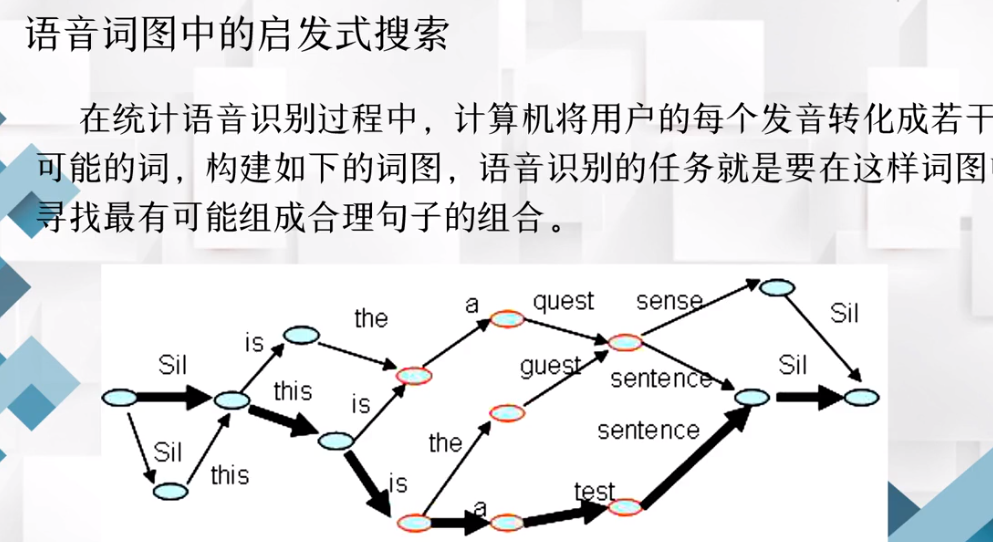 语音词图中的启发式搜索
在统计语音识别过程中，计算机将用户的每个发音转化成若干
可能的词，构建如下的词图，语音识别的任务就是要在这样词图
寻找最有可能组成合理句子的组合。
a quest sense
the Sil
is
Sil guest sentence Sil
this is
the sentence
Sil this
is test
a